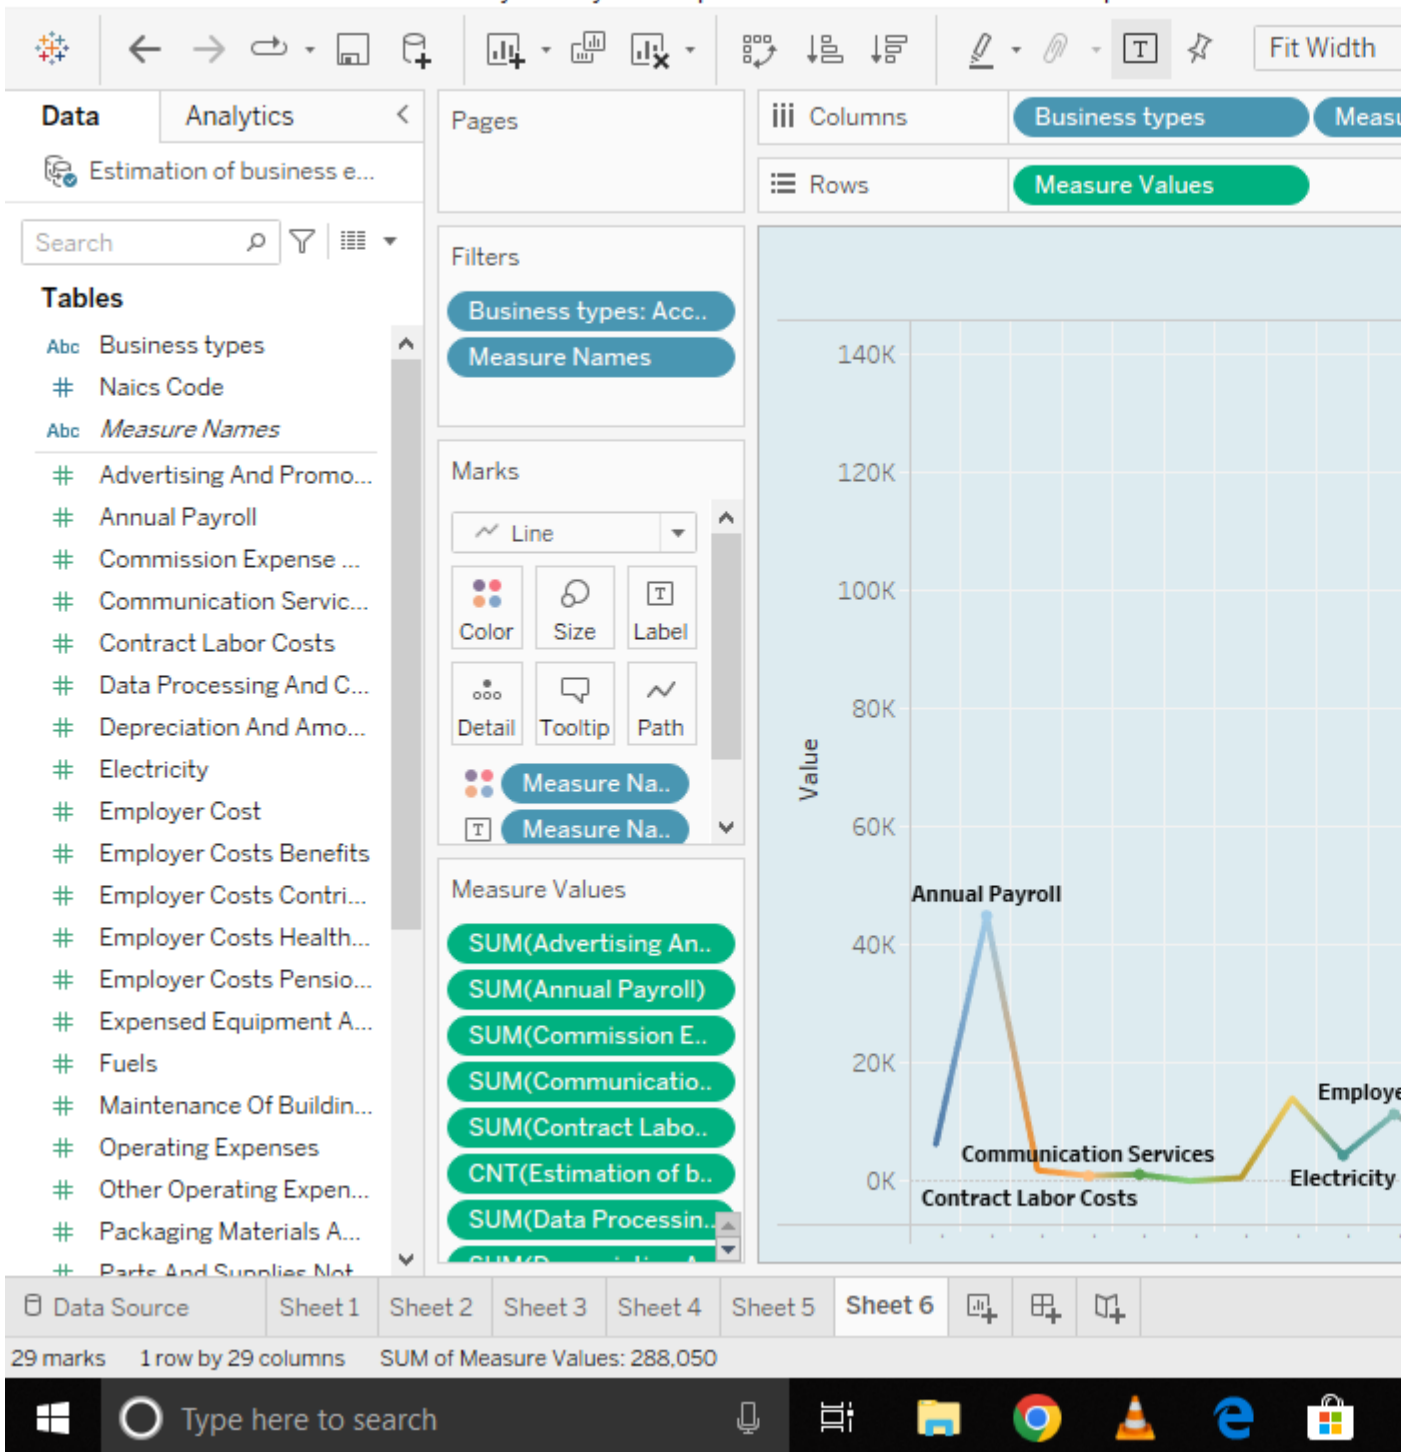 Fit Width
Data
Analytics
Pages
Columns
Business types
Measu
Estimation of business e...
Rows
Measure Values
Search
Filters
Business types: Acc..
Measure Names
Tables
Abc Business types
# Naics Code
Abc Measure Names
# Advertising And Promo...
# Annual Payroll
# Commission Expense ...
# Communication Servic...
# Contract Labor Costs
# Data Processing And C...
# Depreciation And Amo...
# Electricity
# Employer Cost
# Employer Costs Benefits
# Employer Costs Contri...
# Employer Costs Health...
# Employer Costs Pensio...
# Expensed Equipment A...
# Fuels
# Maintenance Of Buildin...
# Operating Expenses
# Other Operating Expen...
# Packaging Materials A...
# Parts And Supplies Not
Marks
Line
Color
Size
T
Label
Detail
Tooltip
Path
Measure Na..
T
Measure Na..
Measure Values
SUM(Advertising An..
SUM(Annual Payroll)
SUM(Commission E..
SUM(Communicatio..
SUM(Contract Labo..
CNT(Estimation of b..
SUM(Data Processin..
140K
120K
100K
80K
Value
60K
Annual Payroll
40K
20K
Employe
Communication Services
0K
Electricity
Contract Labor Costs
Data Source
Sheet 1
Sheet 2
Sheet 3
Sheet 4
Sheet 5
Sheet 6
29 marks
1 row by 29 columns
SUM of Measure Values: 288,050
Type here to search